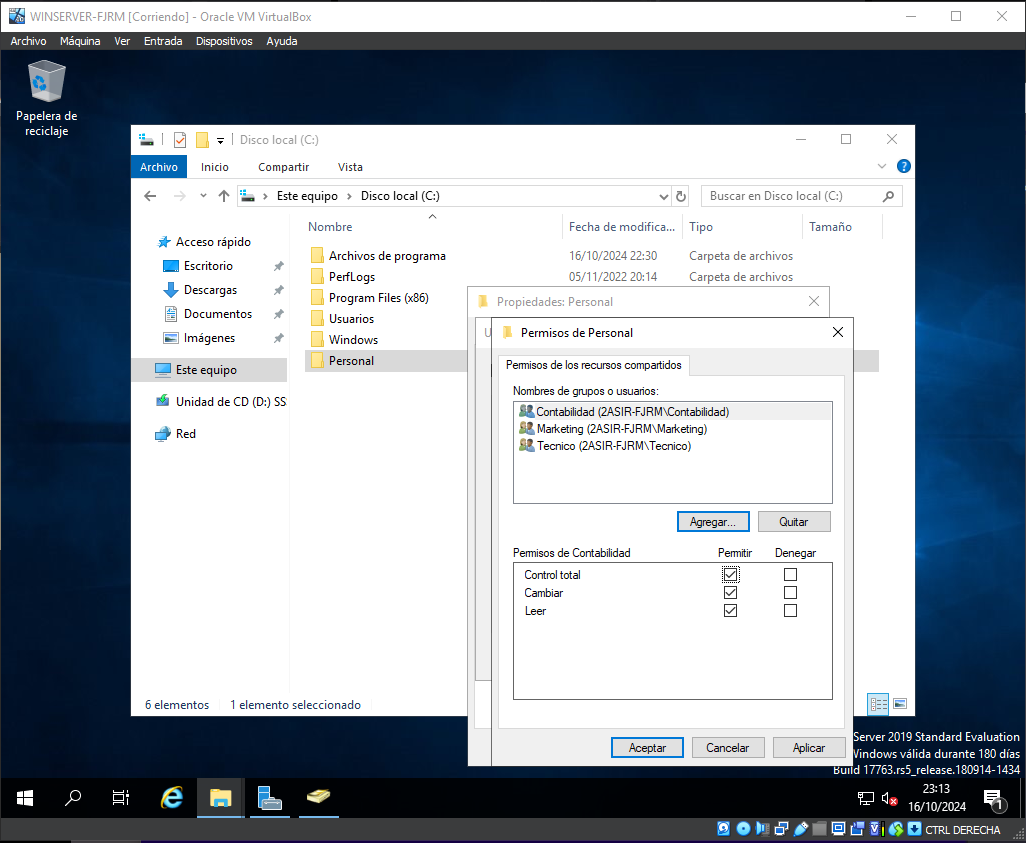 WINSERVER-FJRM [Corriendo] - Oracle VM VirtualBox
Archivo Máquina Ver Entrada Dispositivos Ayuda
Papelera de
reciclaje
Disco local (C:)
Archivo Inicio Compartir Vista
Este equipo > Disco local (C:)
Buscar en Disco local (C:)
Nombre Fecha de modifica... Tipo Tamaño
Acceso rápido
Escritorio
Descargas
Documentos
Imágenes
Este equipo
Unidad de CD (D:) SS
Red
Archivos de programa 16/10/2024 22:30 Carpeta de archivos
PerfLogs 05/11/2022 20:14 Carpeta de archivos
Program Files (x86)
Usuarios
Windows
Personal
6 elementos 1 elemento seleccionado
Propiedades: Personal
U
Permisos de Personal
Permisos de los recursos compartidos
Nombres de grupos o usuarios:
Contabilidad (2ASIR-FJRM\Contabilidad)
Marketing (2ASIR-FJRM\Marketing)
Tecnico (2ASIR-FJRM\Tecnico)
Agregar... Quitar
Permisos de Contabilidad Permitir Denegar
Control total
Cambiar
Leer
Aceptar Cancelar Aplicar
Server 2019 Standard Evaluation
Windows válida durante 180 días
Build 17763.rs5_release.180914-1434
23:13
16/10/2024
1
CTRL DERECHA